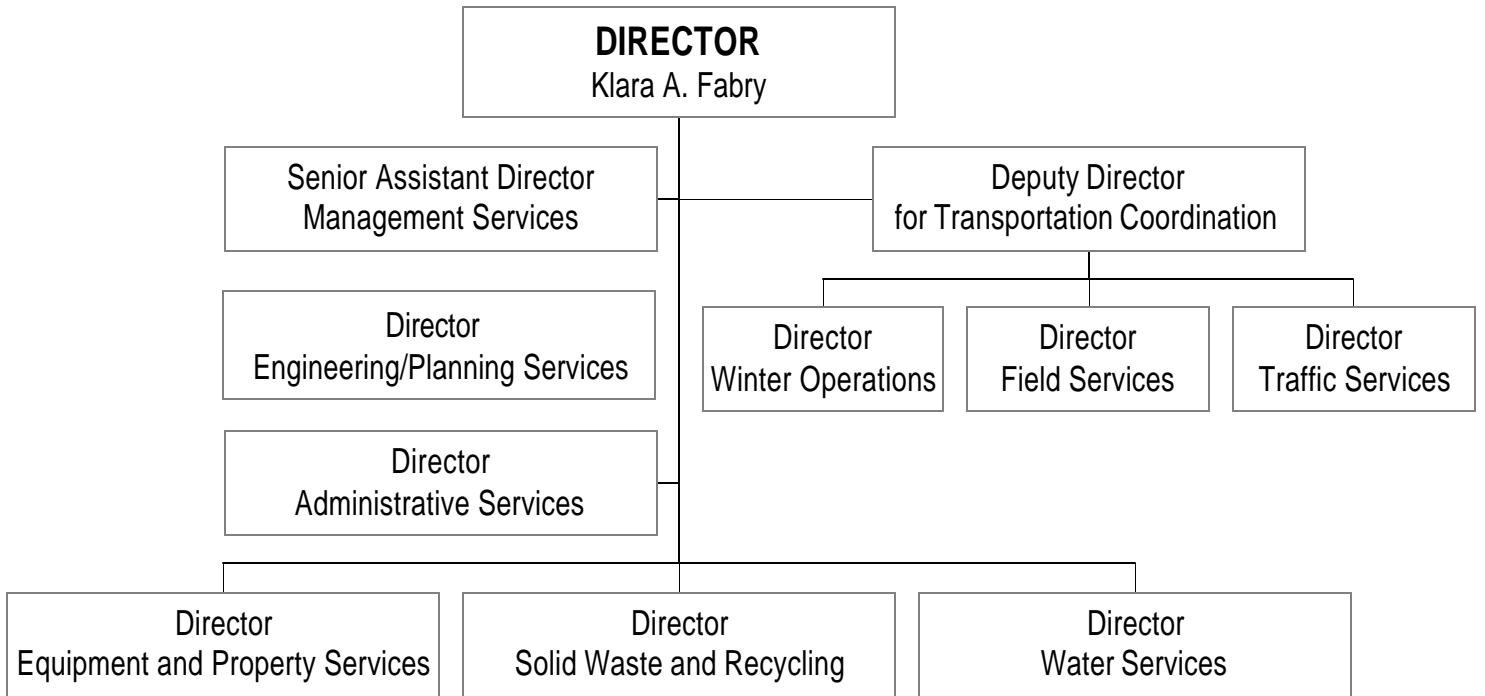 DIRECTOR
Klara A. Fabry
Senior Assistant Director
Management Services
Deputy Director
for Transportation Coordination
Director
Engineering/Planning Services
Director
Winter Operations
Director
Field Services
Director
Traffic Services
Director
Administrative Services
Director
Equipment and Property Services
Director
Solid Waste and Recycling
Director
Water Services